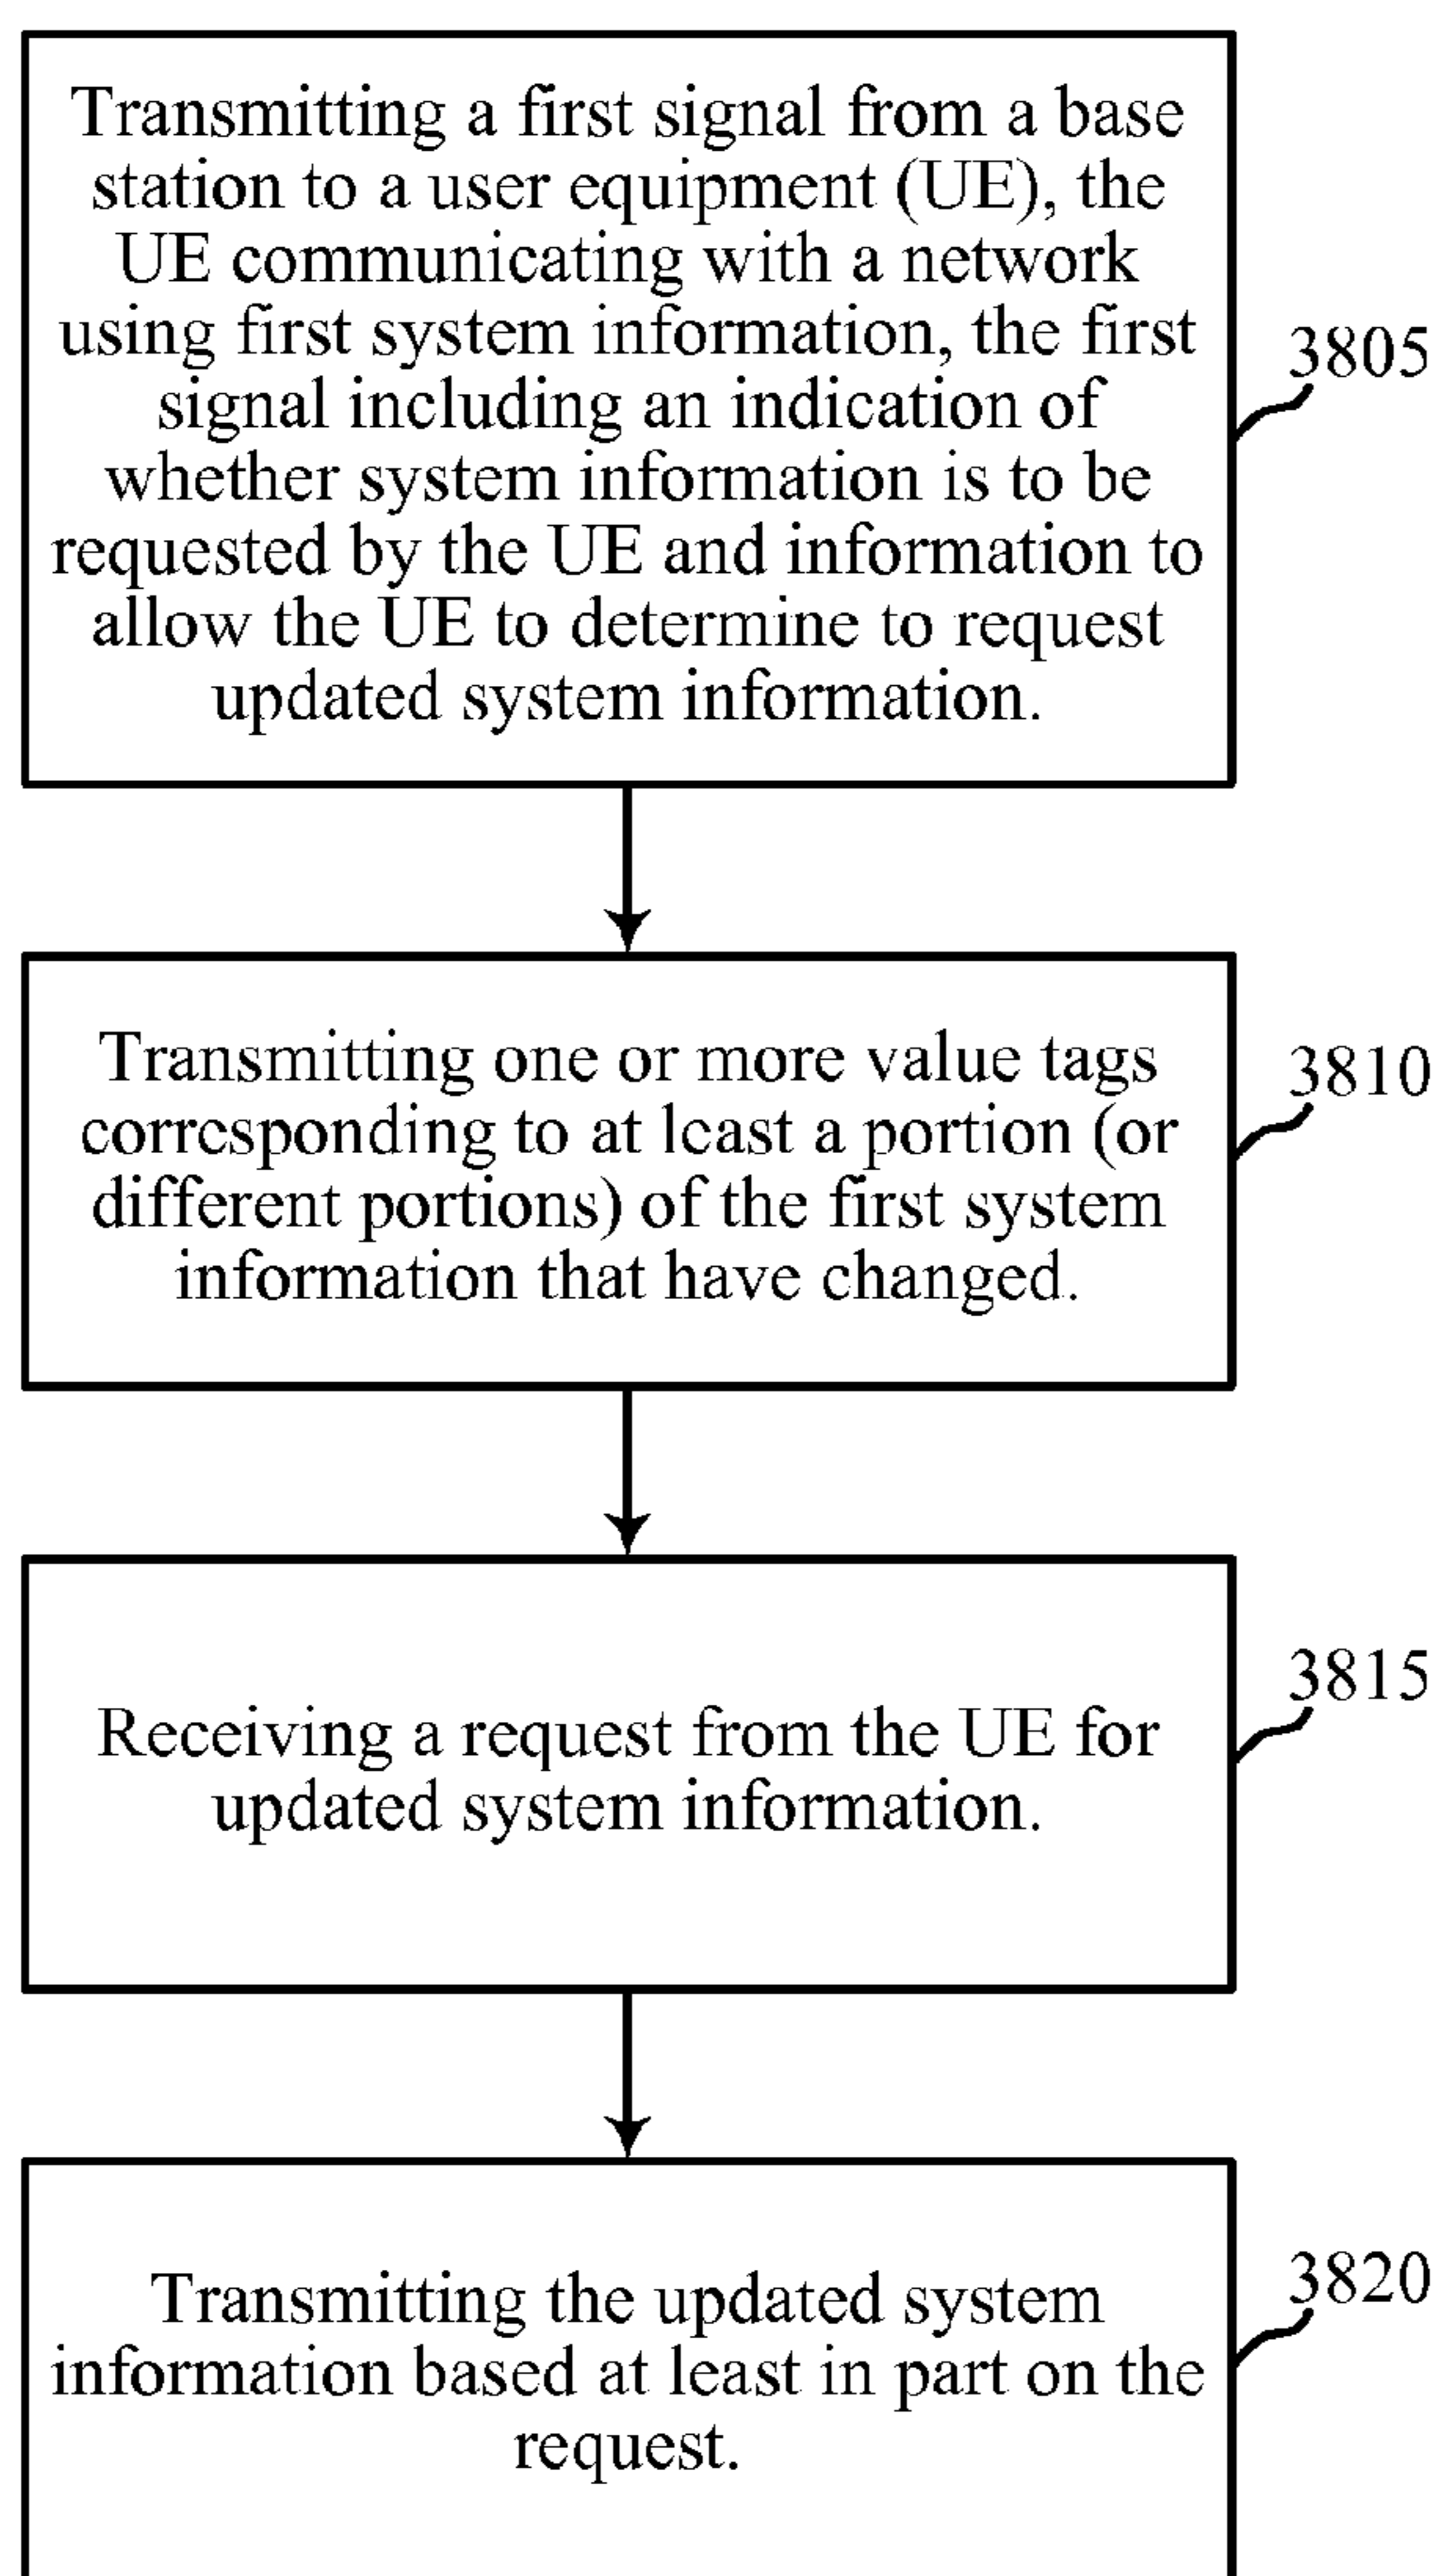 Transmitting a first signal from a base
station to a user equipment (UE), the
UE communicating with a network
using first system information, the first
signal including an indication of
whether system information is to be
requested by the UE and information to
allow the UE to determine to request
updated system information.
3805
Transmitting one or more value tags
corresponding to at least a portion (or
different portions) of the first system
information that have changed.
3810
Receiving a request from the UE for
updated system information.
3815
Transmitting the updated system
information based at least in part on the
request.
3820